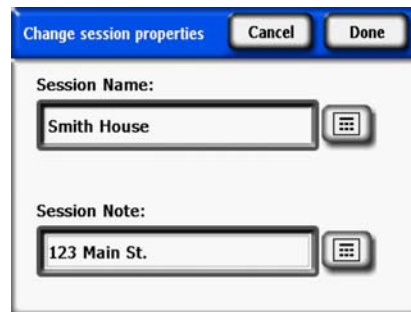 Change session properties Cancel Done
Session Name:
Smith House
Session Note:
123 Main St.